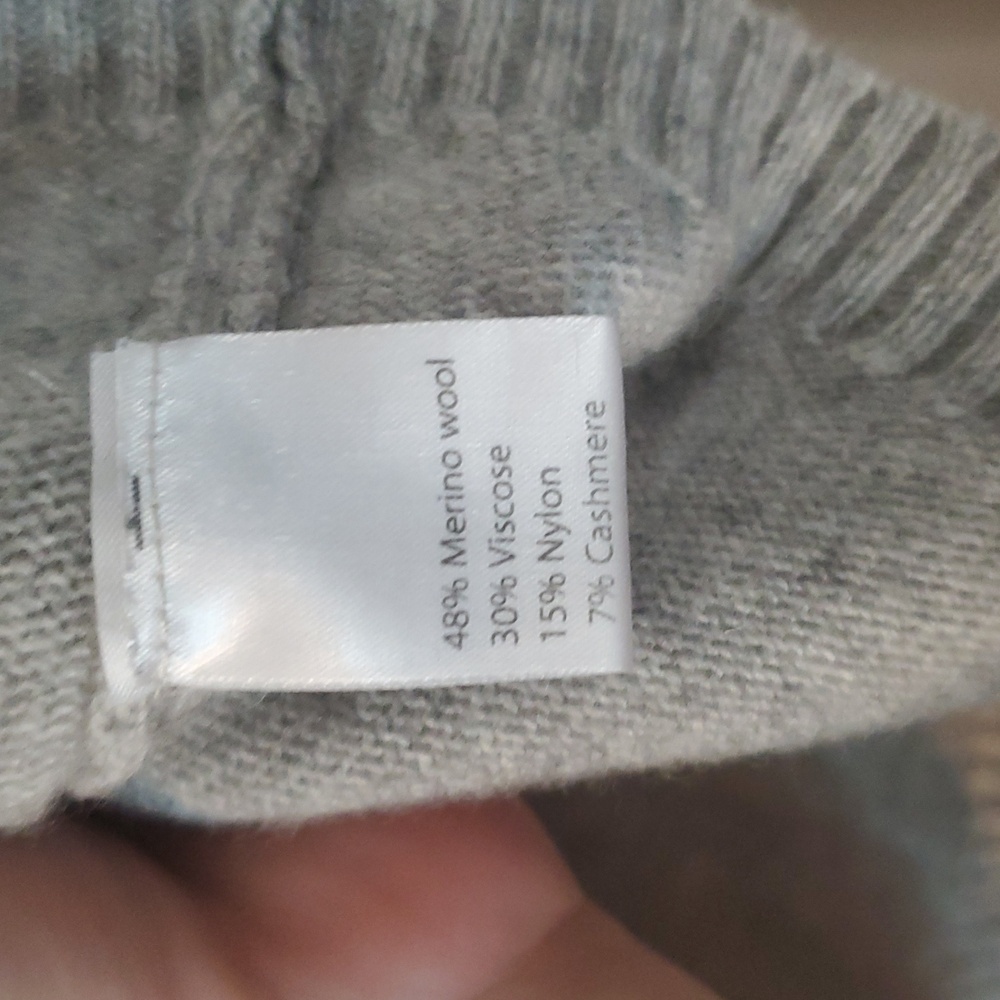 48% Merino wool
30% Viscose
15% Nylon
7% Cashmere